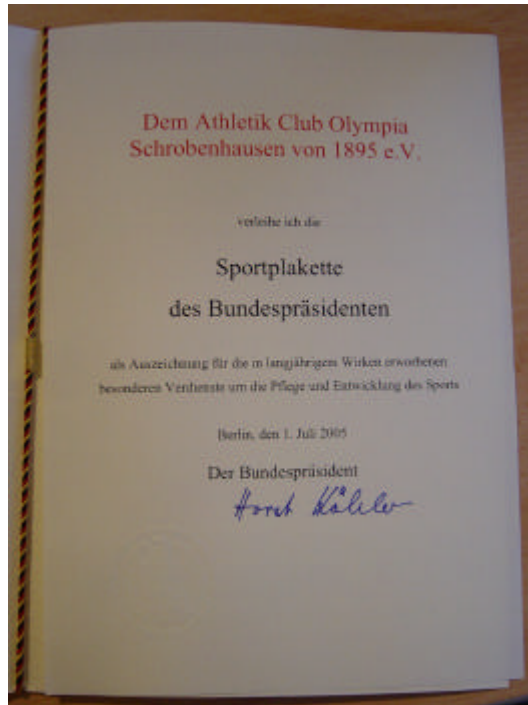 Dem Athletik Club Olympia
Schrobenhausen von 1895 e.V.
verleihe ich die
Sportplakette
des Bundespräsidenten
als Auszeichnung für die in langjährigem Wirken erworbenen
besonderen Verdienste um die Pflege und Entwicklung des Sports
Berlin, den 1. Juli 2005
Der Bundespräsident
Horst Köhler